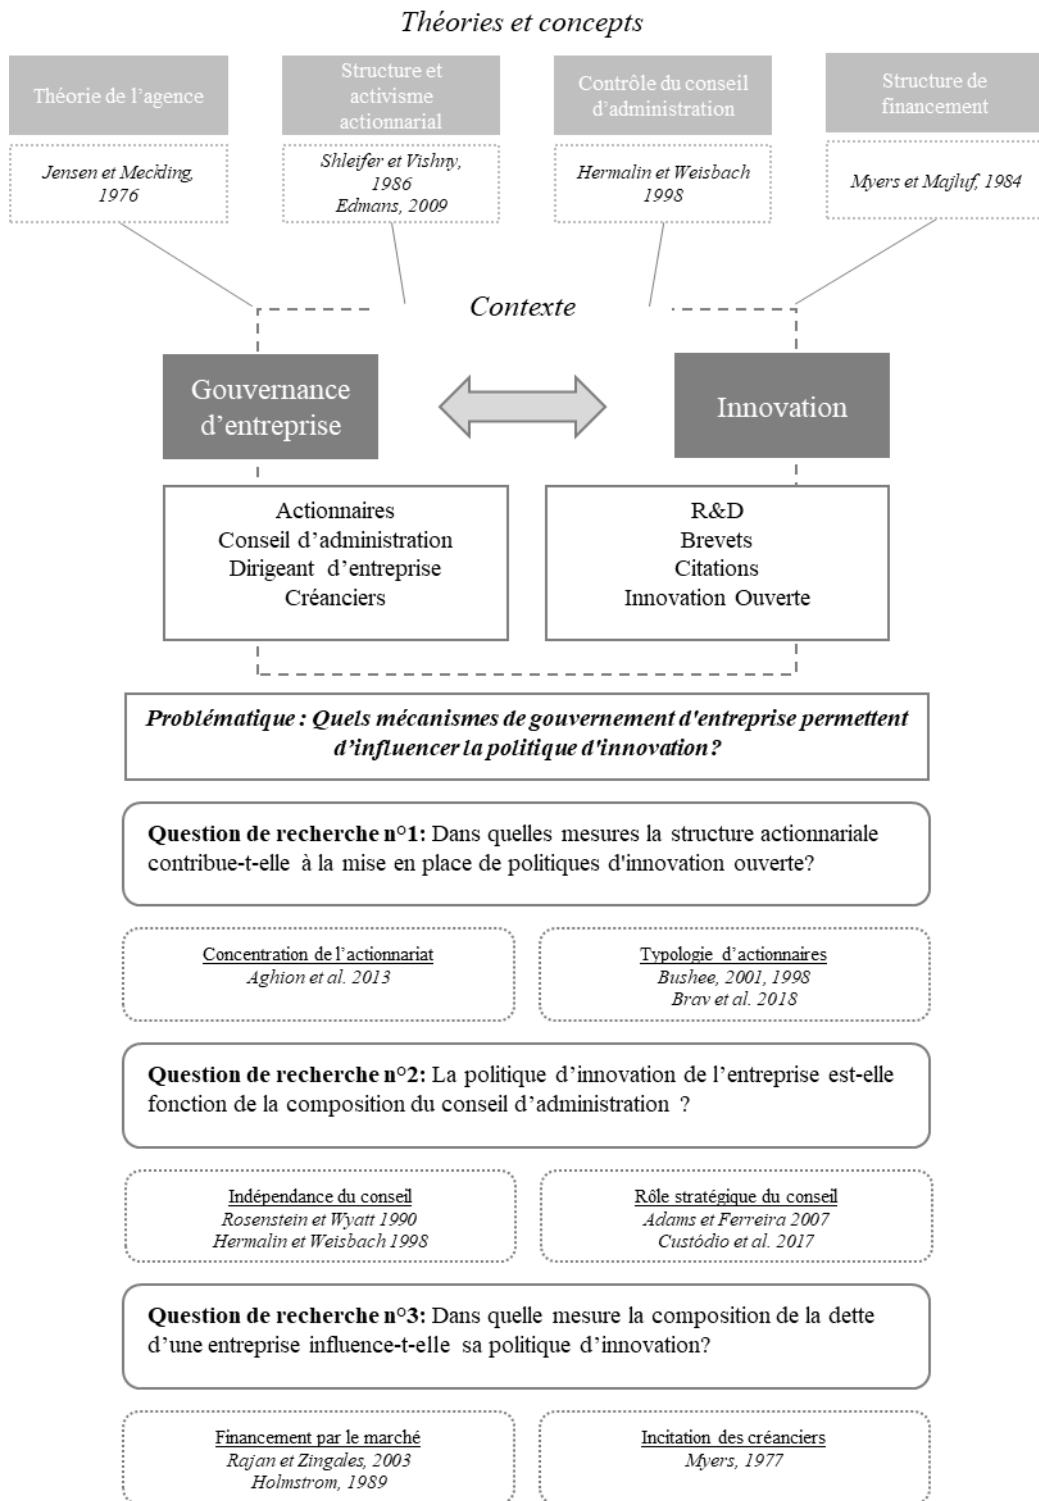 Théories et concepts
Théorie de l'agence
Structure et
activisme
actionnarial
Contrôle du conseil
d'administration
Structure de
financement
Jensen et Meckling,
1976
Shleifer et Vishny,
1986
Edmans, 2009
Hermalin et Weisbach
1998
Myers et Majluf, 1984
Contexte
Gouvernance
d'entreprise
Innovation
Actionnaires
Conseil d'administration
Dirigeant d'entreprise
Créanciers
R&D
Brevets
Citations
Innovation Ouverte
Problématique : Quels mécanismes de gouvernement d'entreprise permettent
d'influencer la politique d'innovation?
Question de recherche n°1: Dans quelles mesures la structure actionnariale
contribue-t-elle à la mise en place de politiques d'innovation ouverte?
Concentration de l'actionnariat
Aghion et al. 2013
Typologie d'actionnaires
Bushee, 2001, 1998
Brav et al. 2018
Question de recherche n°2: La politique d'innovation de l'entreprise est-elle
fonction de la composition du conseil d'administration ?
Indépendance du conseil
Rosenstein et Wyatt 1990
Hermalin et Weisbach 1998
Rôle stratégique du conseil
Adams et Ferreira 2007
Custódio et al. 2017
Question de recherche n°3: Dans quelle mesure la composition de la dette
d'une entreprise influence-t-elle sa politique d'innovation?
Financement par le marché
Rajan et Zingales, 2003
Holmstrom, 1989
Incitation des créanciers
Myers, 1977